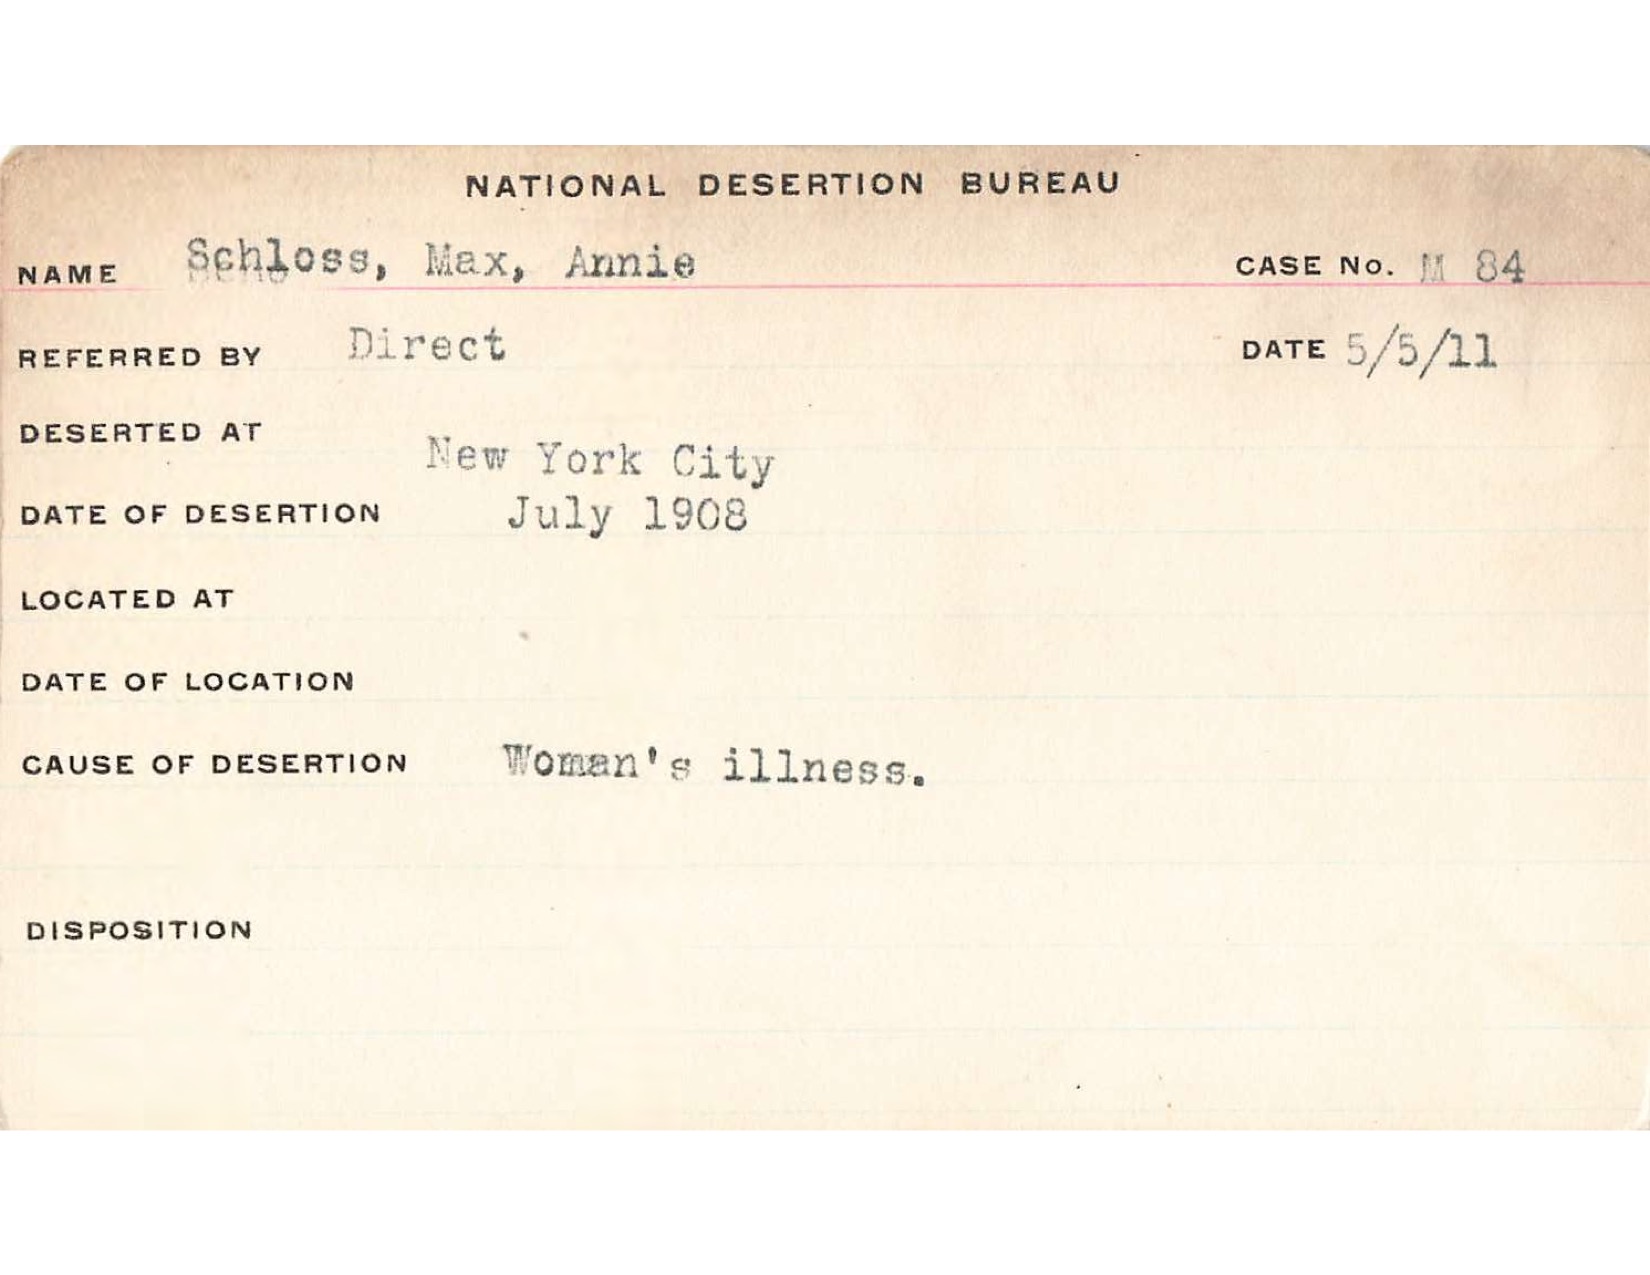 NATIONAL DESERTION BUREAU
NAME Schloss, Max, Annie CASE No. M 84
REFERRED BY Direct DATE 5/5/11
DESERTED AT New York City
DATE OF DESERTION July 1908
LOCATED AT
DATE OF LOCATION
CAUSE OF DESERTION Woman's illness.
DISPOSITION